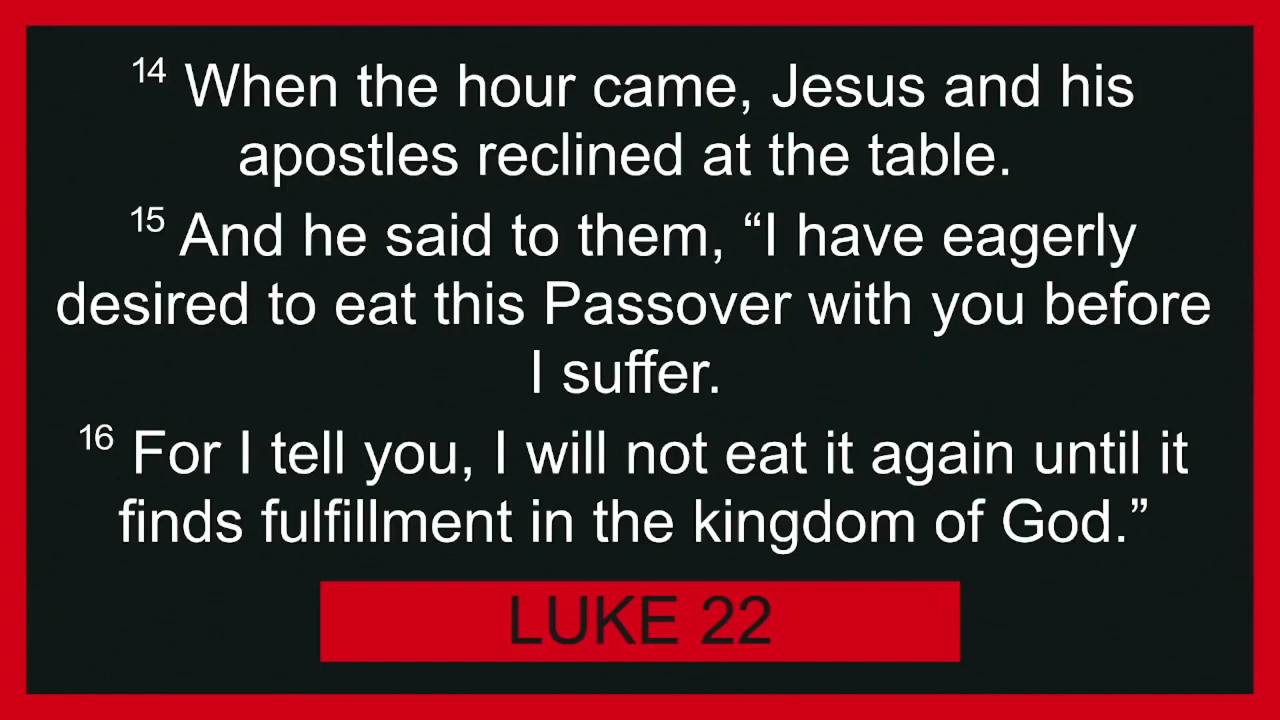 14 When the hour came, Jesus and his
apostles reclined at the table.
15 And he said to them, “I have eagerly
desired to eat this Passover with you before
I suffer.
16 For I tell you, I will not eat it again until it
finds fulfillment in the kingdom of God.”
LUKE 22